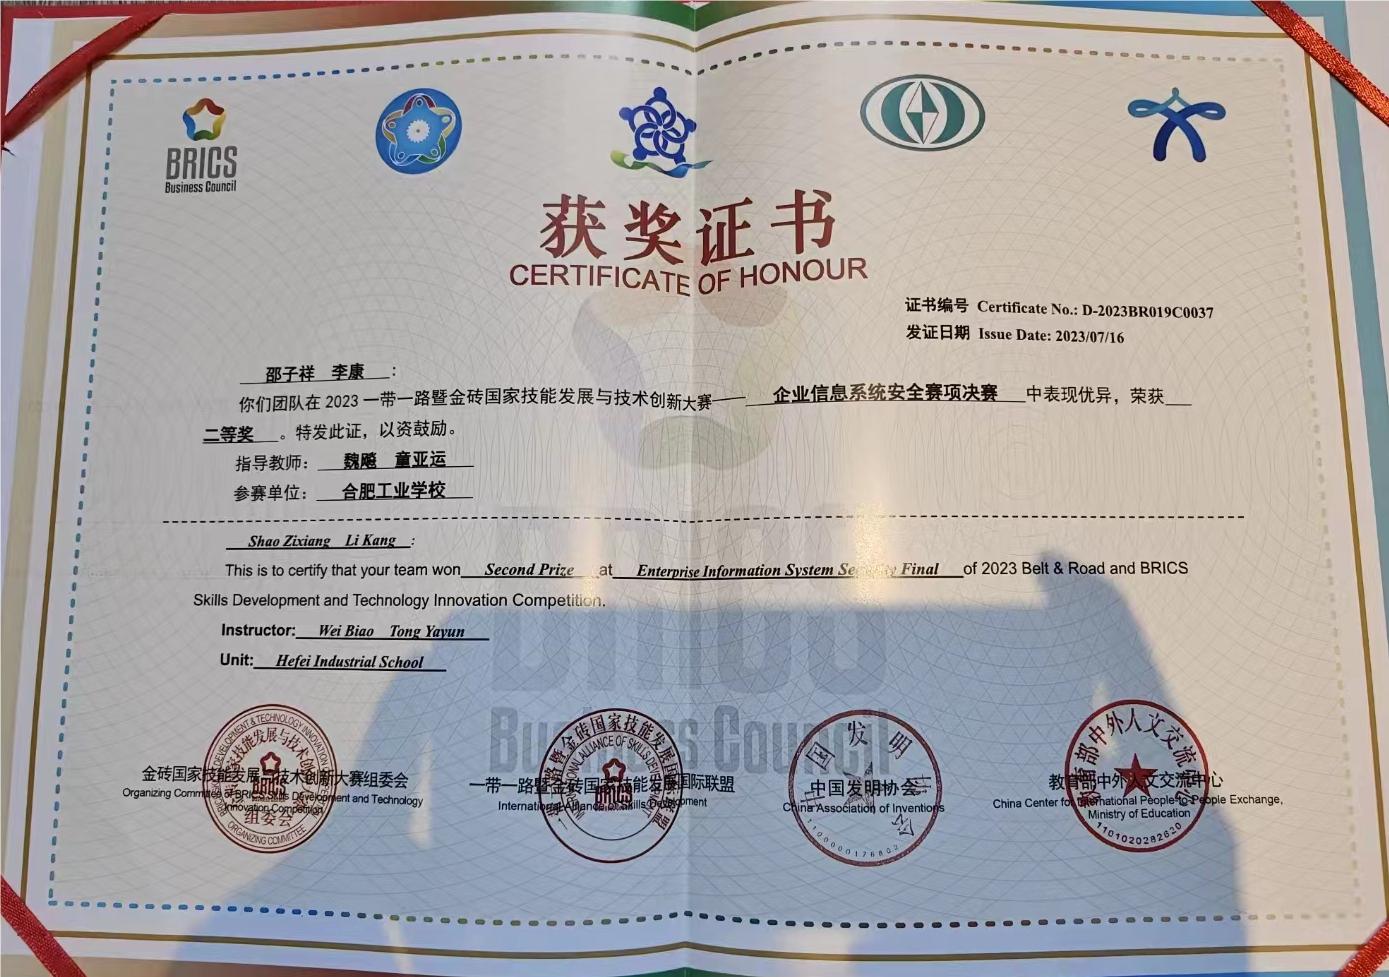 BRICS
Business Council
获奖证书
CERTIFICATE OF HONOUR
证书编号 Certificate No.: D-2023BR019C0037
发证日期 Issue Date: 2023/07/16
邵子祥 李康 :
你们团队在 2023 一带一路暨金砖国家技能发展与技术创新大赛—— 企业信息系统安全赛项决赛 中表现优异，荣获
二等奖 。特发此证，以资鼓励。
指导教师： 魏飚 童亚运
参赛单位： 合肥工业学校
Shao Zixiang Li Kang :
This is to certify that your team won Second Prize at Enterprise Information System Security Final of 2023 Belt & Road and BRICS
Skills Development and Technology Innovation Competition.
Instructor: Wei Biao Tong Yayun
Unit: Hefei Industrial School
BRICS
Business Council
金砖国家技能发展与技术创新大赛组委会
Organizing Committee of BRICS Skills Development and Technology
Innovation Competition
组委会
ORGANIZING COMMITTEE
一带一路暨金砖国家技能发展国际联盟
International Alliance of Skills Development
BRICS
中国发明协会
China Association of Inventions
教育部中外人文交流中心
China Center for International People-to-People Exchange,
Ministry of Education